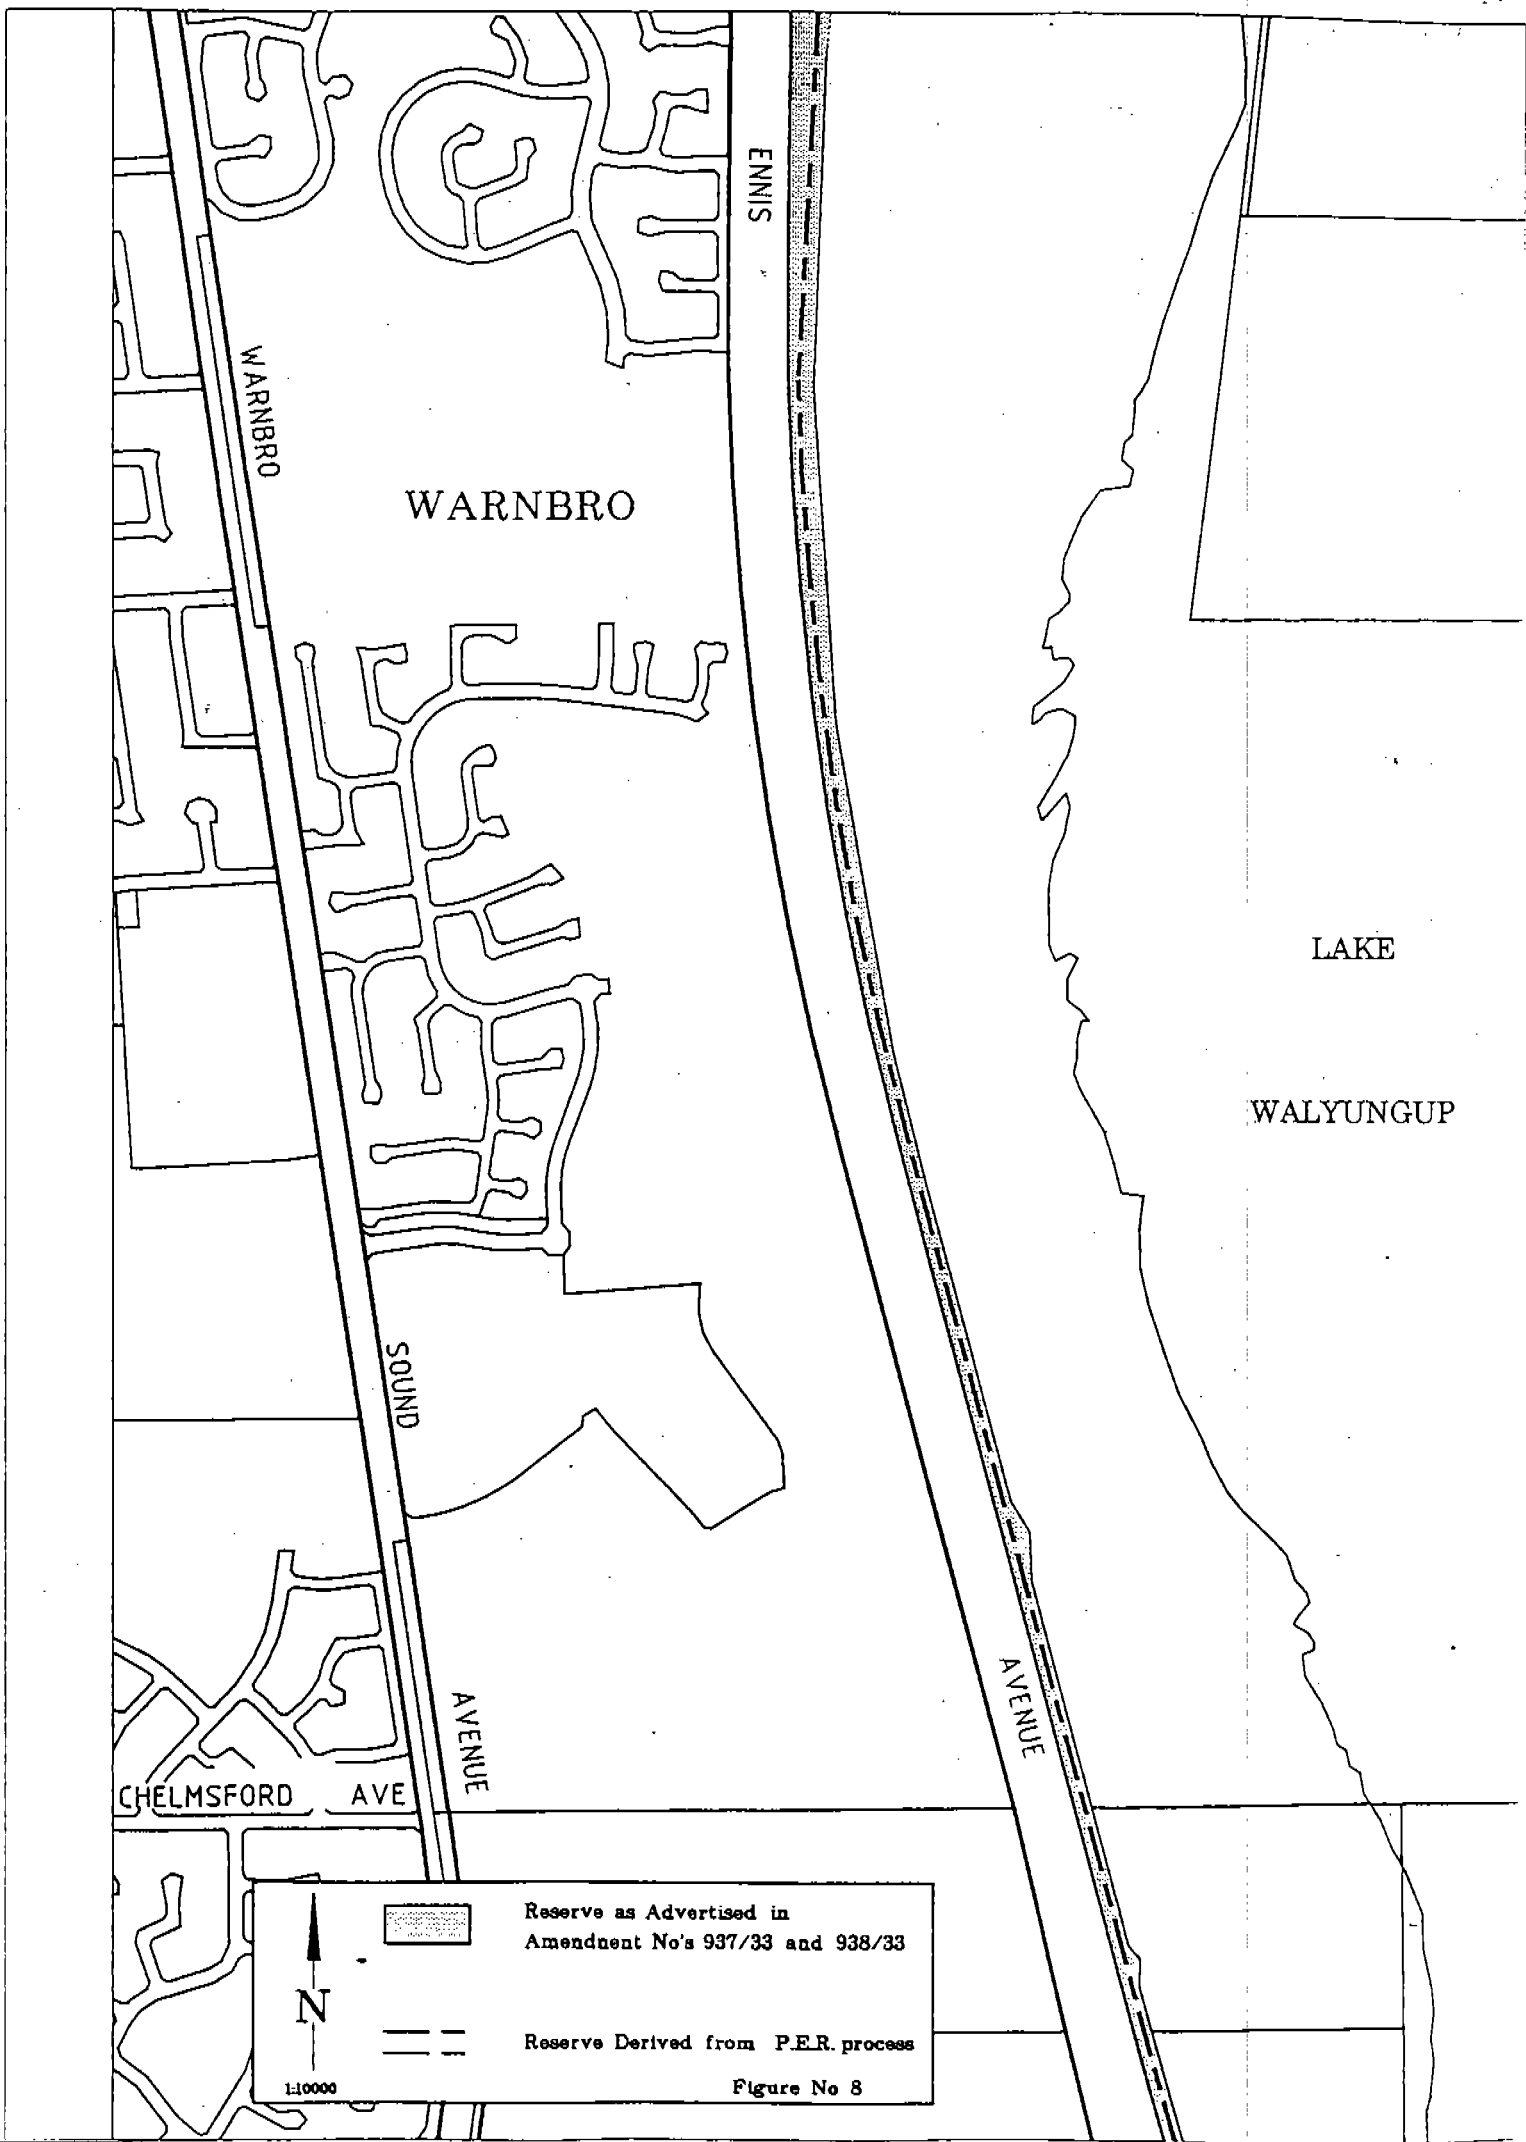 ENNIS
WARNBRO
WARNBRO
LAKE
WALYUNGUP
SOUND
AVENUE
AVENUE
CHELMSFORD AVE
Reserve as Advertised in
Amendment No's 937/33 and 938/33
N
Reserve Derived from P.E.R. process
1:10000
Figure No 8